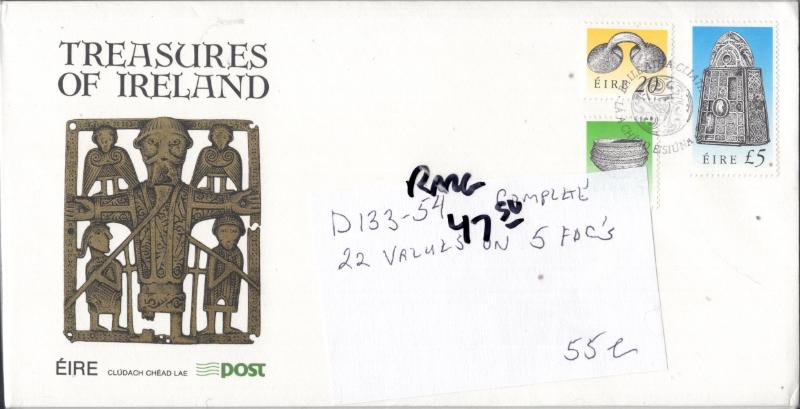 TREASURES
OF IRELAND
ÉIRE 20
ÉIRE £5
RMG
D133-54 COMPLETE
47 50
22 VALUES ON 5 FDC'S
55e
ÉIRE CLÚDACH CHÉAD LAE post